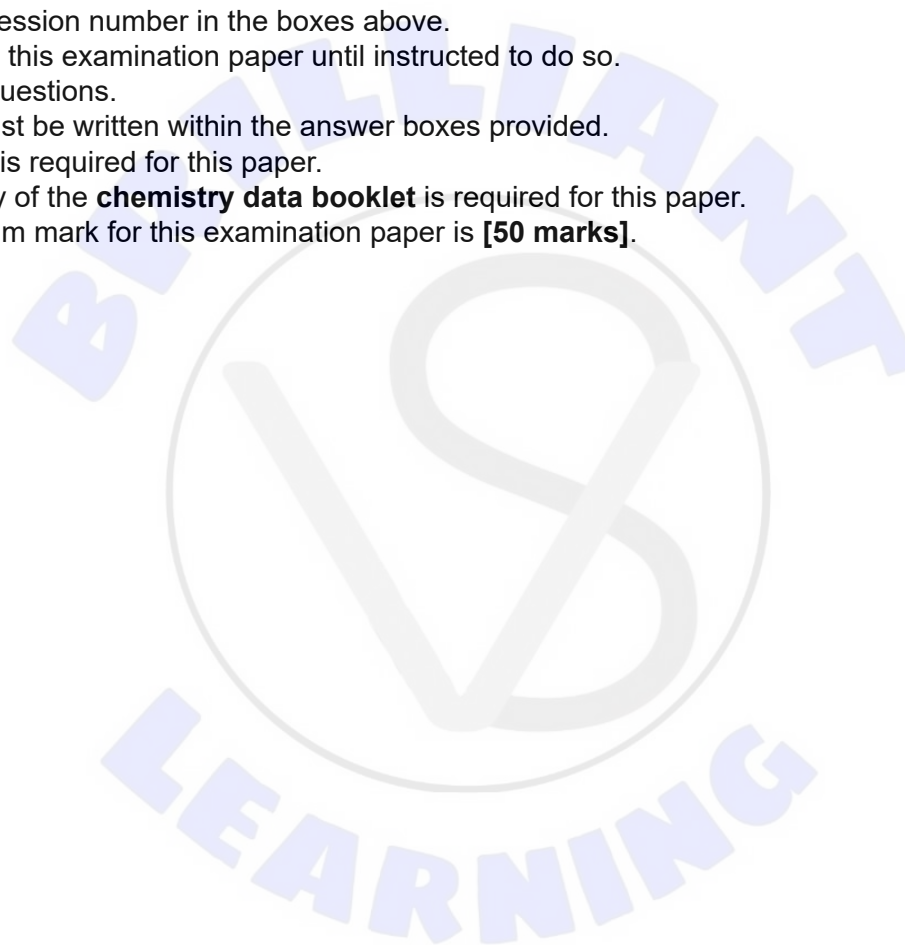 ession number in the boxes above.
this examination paper until instructed to do so.
uestions.
st be written within the answer boxes provided.
is required for this paper.
y of the chemistry data booklet is required for this paper.
m mark for this examination paper is [50 marks].
BRILLIANT
VS
LEARNING